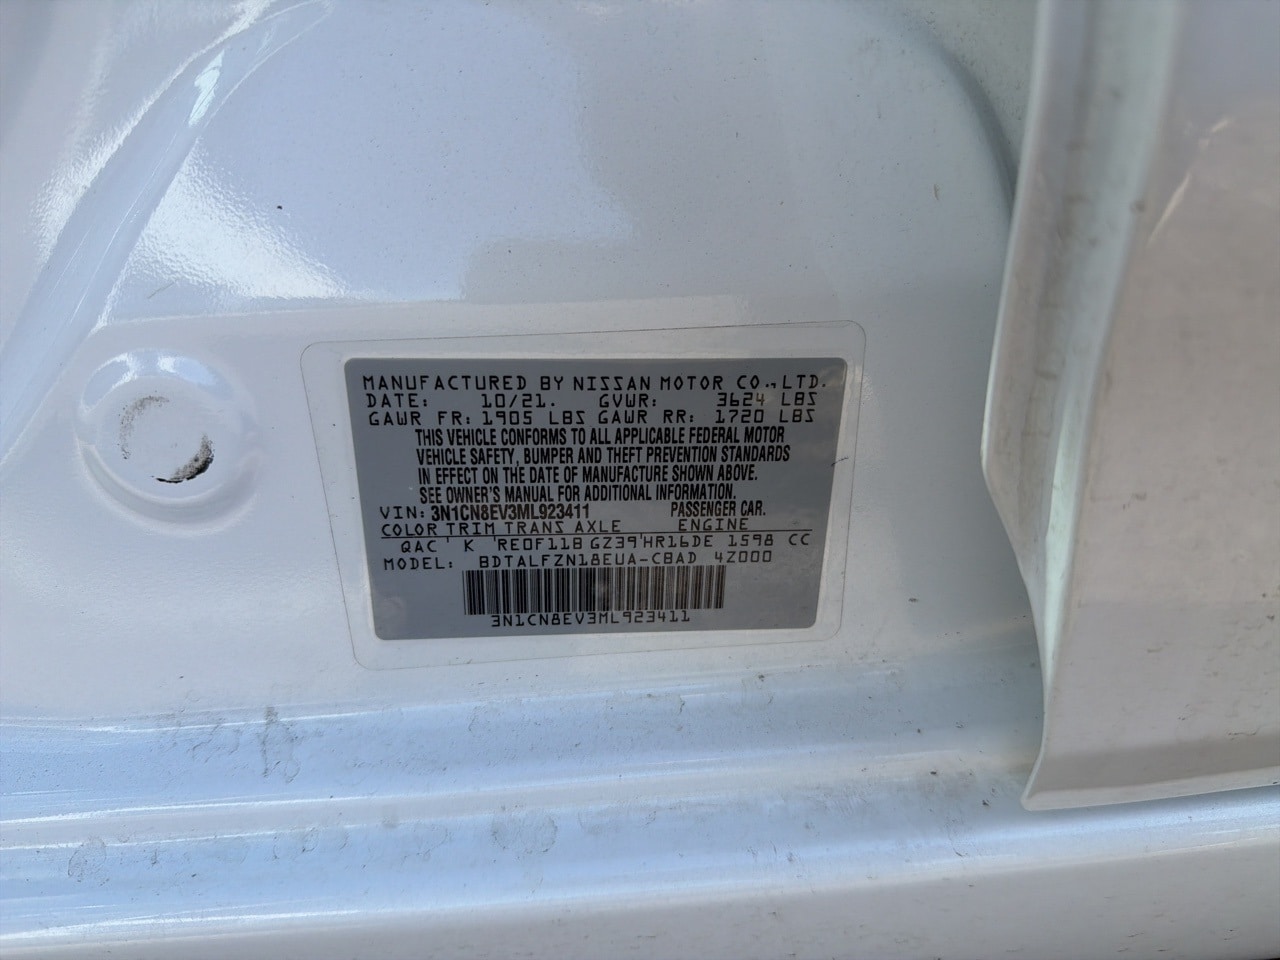 MANUFACTURED BY NISSAN MOTOR CO., LTD.
DATE: 10/21. GVWR: 3624 LBS
GAWR FR: 1905 LBS GAWR RR: 1720 LBS
THIS VEHICLE CONFORMS TO ALL APPLICABLE FEDERAL MOTOR
VEHICLE SAFETY, BUMPER AND THEFT PREVENTION STANDARDS
IN EFFECT ON THE DATE OF MANUFACTURE SHOWN ABOVE.
SEE OWNER'S MANUAL FOR ADDITIONAL INFORMATION.
VIN: 3N1CN8EV3ML923411 PASSENGER CAR.
COLOR TRIM TRANS AXLE ENGINE
QAC K RE0F11B GZ39 HR16DE 1598 CC
MODEL: BDTALFZN18EUA-CBAD 4Z000
3N1CN8EV3ML923411